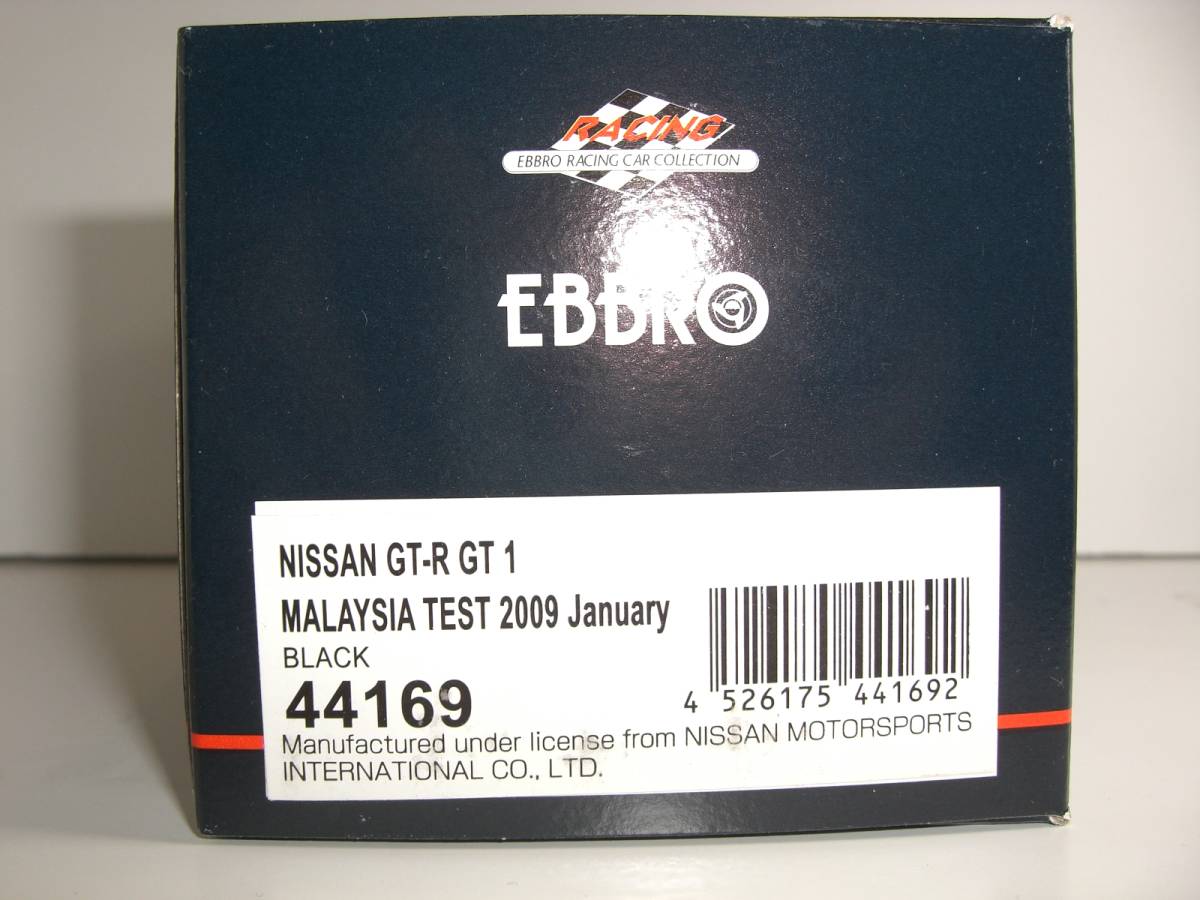 RACING
EBBRO RACING CAR COLLECTION
EBBRO
NISSAN GT-R GT 1
MALAYSIA TEST 2009 January
BLACK
44169
4 526175 441692
Manufactured under license from NISSAN MOTORSPORTS
INTERNATIONAL CO., LTD.